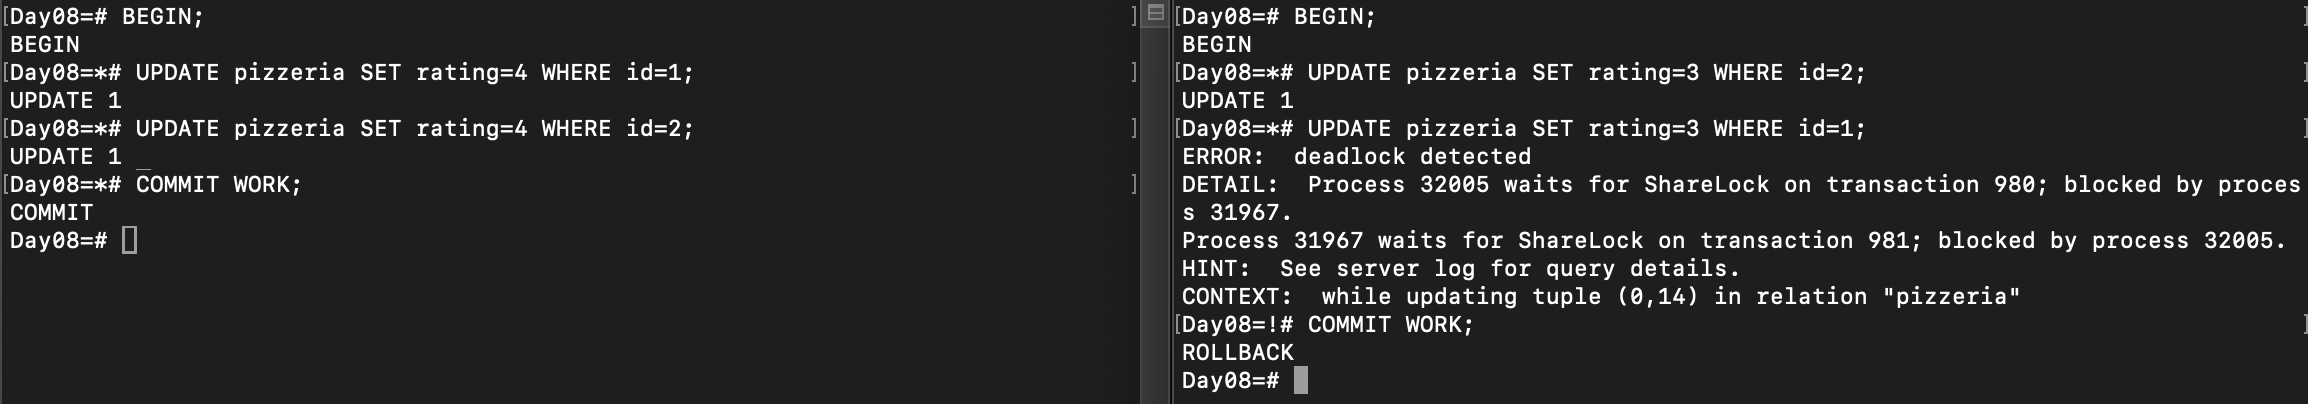 [Day08=# BEGIN; ]
BEGIN
[Day08=*# UPDATE pizzeria SET rating=4 WHERE id=1; ]
UPDATE 1
[Day08=*# UPDATE pizzeria SET rating=4 WHERE id=2; ]
UPDATE 1 _
[Day08=*# COMMIT WORK; ]
COMMIT
Day08=#
[Day08=# BEGIN; ]
BEGIN
[Day08=*# UPDATE pizzeria SET rating=3 WHERE id=2; ]
UPDATE 1
[Day08=*# UPDATE pizzeria SET rating=3 WHERE id=1; ]
ERROR:  deadlock detected
DETAIL:  Process 32005 waits for ShareLock on transaction 980; blocked by proces
s 31967.
Process 31967 waits for ShareLock on transaction 981; blocked by process 32005.
HINT:  See server log for query details.
CONTEXT:  while updating tuple (0,14) in relation "pizzeria"
[Day08=!# COMMIT WORK; ]
ROLLBACK
Day08=#